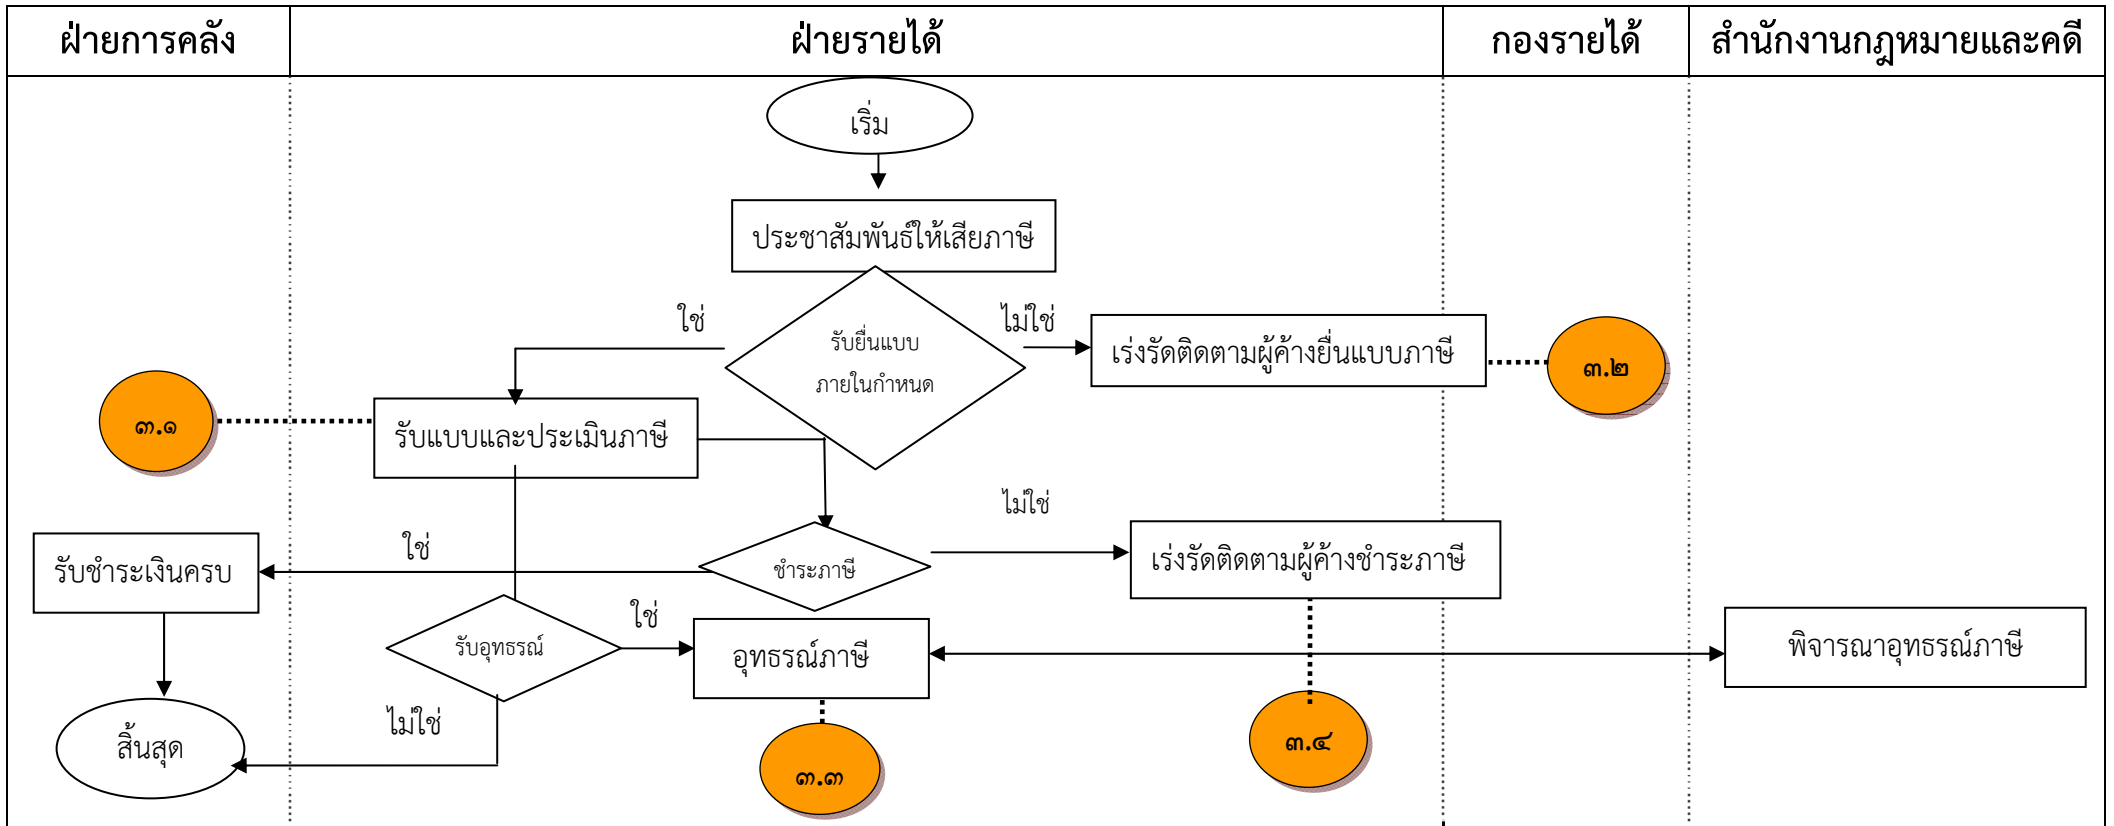 ฝ่ายการคลัง
ฝ่ายรายได้
กองรายได้
สำนักงานกฎหมายและคดี
เริ่ม
ประชาสัมพันธ์ให้เสียภาษี
ใช่
รับยื่นแบบ
ภายในกำหนด
ไม่ใช่
เร่งรัดติดตามผู้ค้างยื่นแบบภาษี
๓.๒
๓.๑
รับแบบและประเมินภาษี
ไม่ใช่
ใช่
รับชำระเงินครบ
ชำระภาษี
เร่งรัดติดตามผู้ค้างชำระภาษี
รับอุทธรณ์
ใช่
อุทธรณ์ภาษี
พิจารณาอุทธรณ์ภาษี
ไม่ใช่
สิ้นสุด
๓.๓
๓.๔